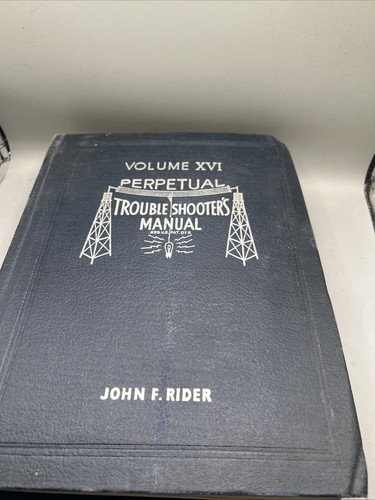 VOLUME XVI
PERPETUAL
TROUBLE SHOOTER'S
MANUAL
REG. U.S. PAT. OFF.
JOHN F. RIDER